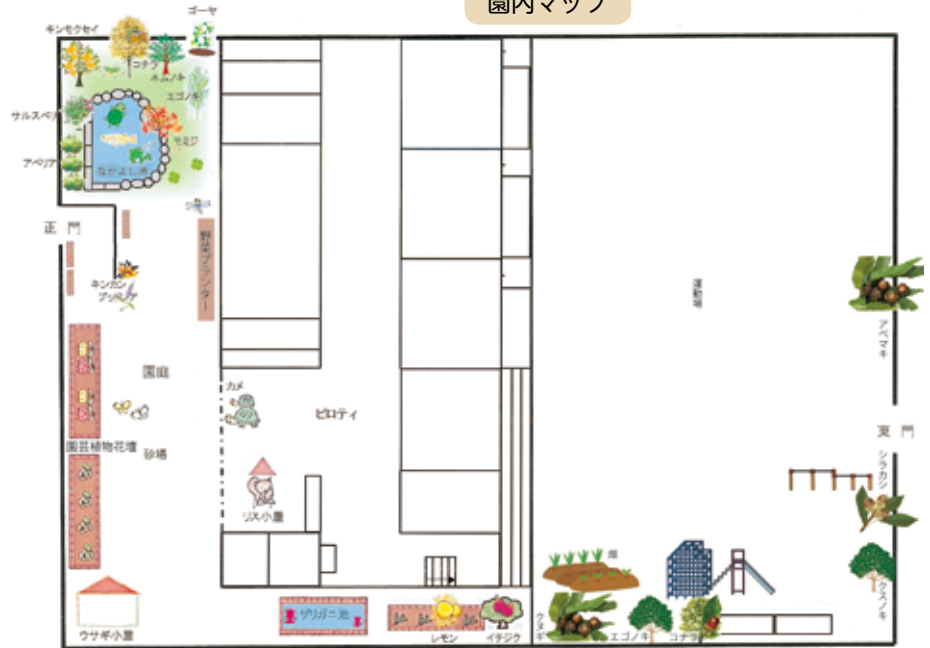 園内マップ
ゴーヤ
キンモクセイ
コナラ
ネムノキ
エゴノキ
サルスベリ
モミジ
アベリア
なかよし池
正門
野菜プランター
キンカン
ブッドレア
園庭
園芸植物花壇
砂場
カメ
ピロティ
リス小屋
ウサギ小屋
ザリガニ池
レモン
イチジク
運動場
アベマキ
東門
シラカシ
クスノキ
畑
クヌギ
エゴノキ
コナラ